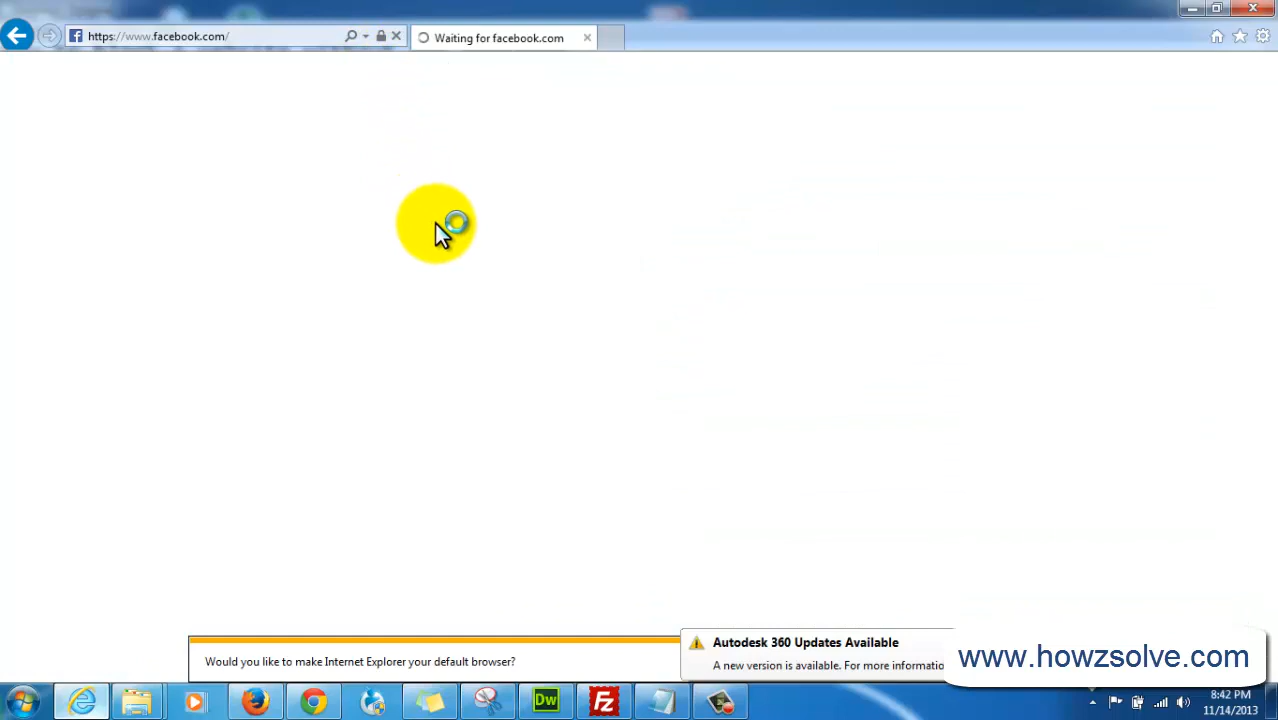 https://www.facebook.com/
Waiting for facebook.com
Autodesk 360 Updates Available
Would you like to make Internet Explorer your default browser?
A new version is available. For more informatio
www.howzsolve.com
Dw
Fz
8:42 PM
11/14/2013